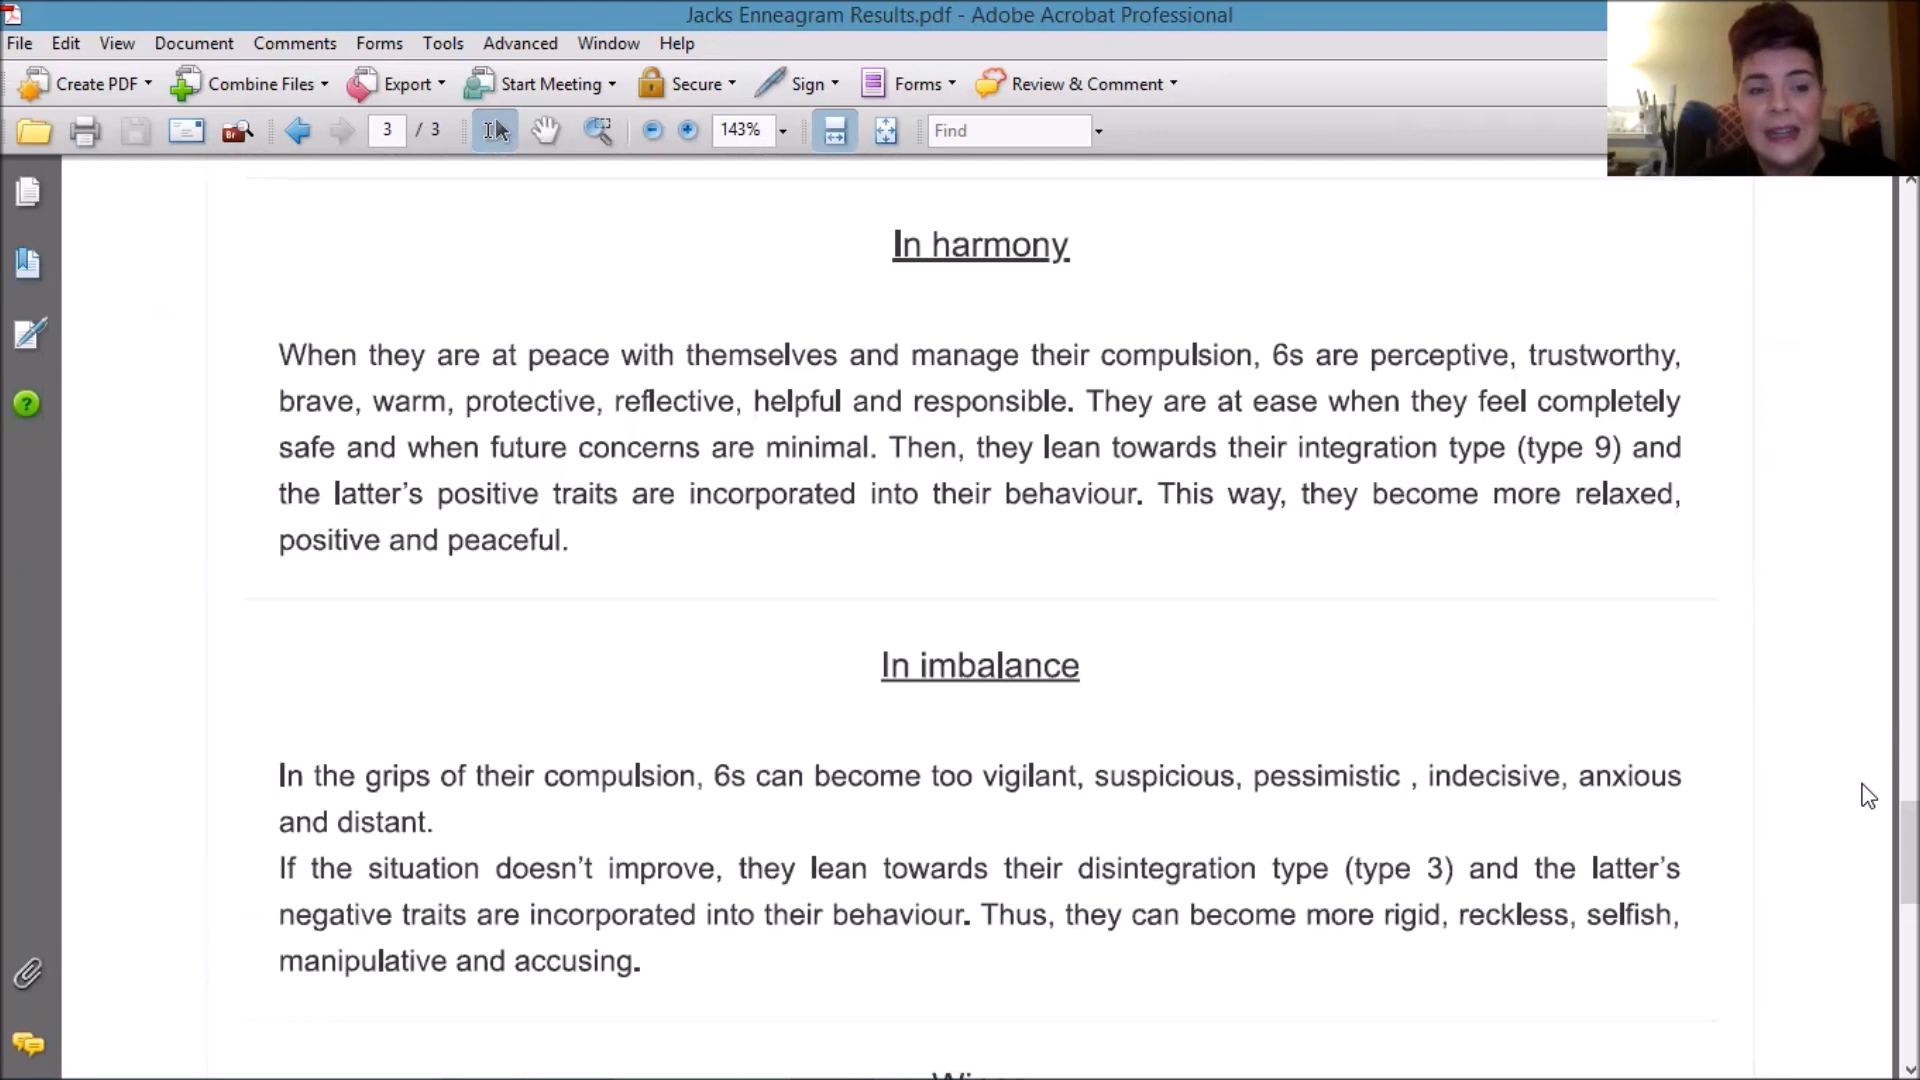 Jacks Enneagram Results.pdf - Adobe Acrobat Professional
File Edit View Document Comments Forms Tools Advanced Window Help
Create PDF Combine Files Export Start Meeting Secure Sign Forms Review & Comment
3 / 3 143% Find
In harmony
When they are at peace with themselves and manage their compulsion, 6s are perceptive, trustworthy,
brave, warm, protective, reflective, helpful and responsible. They are at ease when they feel completely
safe and when future concerns are minimal. Then, they lean towards their integration type (type 9) and
the latter’s positive traits are incorporated into their behaviour. This way, they become more relaxed,
positive and peaceful.
In imbalance
In the grips of their compulsion, 6s can become too vigilant, suspicious, pessimistic , indecisive, anxious
and distant.
If the situation doesn’t improve, they lean towards their disintegration type (type 3) and the latter’s
negative traits are incorporated into their behaviour. Thus, they can become more rigid, reckless, selfish,
manipulative and accusing.